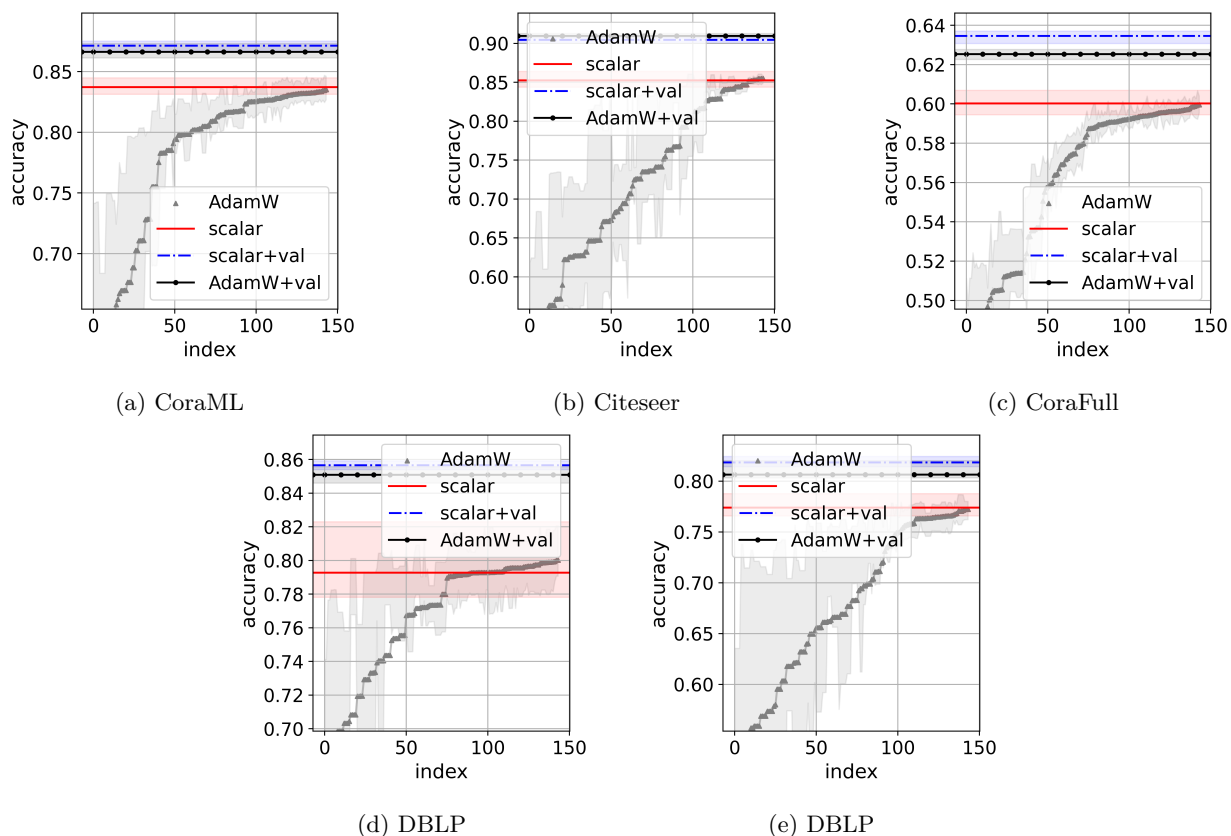 0.85
0.80
0.75
0.70
accuracy
AdamW
scalar
scalar+val
AdamW+val
0 50 100 150
index
(a) CoraML
0.90
0.85
0.80
0.75
0.70
0.65
0.60
accuracy
AdamW
scalar
scalar+val
AdamW+val
0 50 100 150
index
(b) Citeseer
0.64
0.62
0.60
0.58
0.56
0.54
0.52
0.50
accuracy
AdamW
scalar
scalar+val
AdamW+val
0 50 100 150
index
(c) CoraFull
0.86
0.84
0.82
0.80
0.78
0.76
0.74
0.72
0.70
accuracy
AdamW
scalar
scalar+val
AdamW+val
0 50 100 150
index
(d) DBLP
0.80
0.75
0.70
0.65
0.60
accuracy
AdamW
scalar
scalar+val
AdamW+val
0 50 100 150
index
(e) DBLP